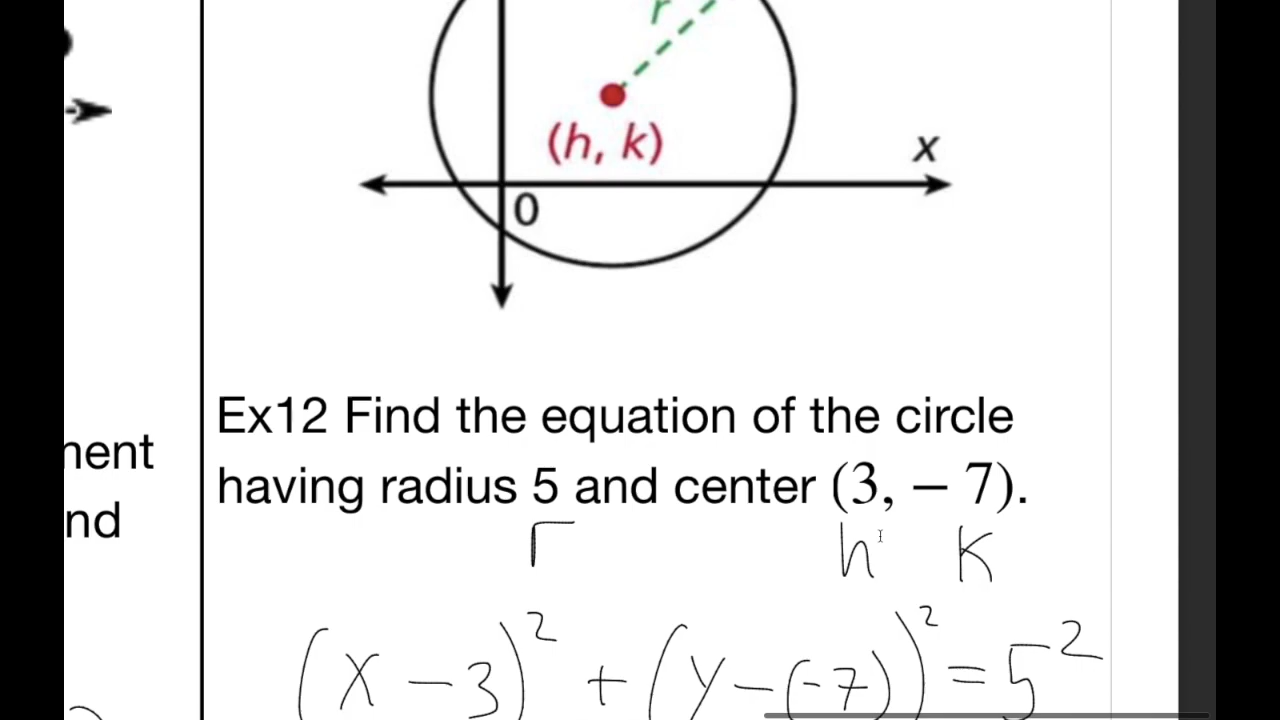 r
(h, k)
x
0
Ex12 Find the equation of the circle
having radius 5 and center (3, − 7).
r h k
(x − 3)² + (y − (−7))² = 5²
ment
nd